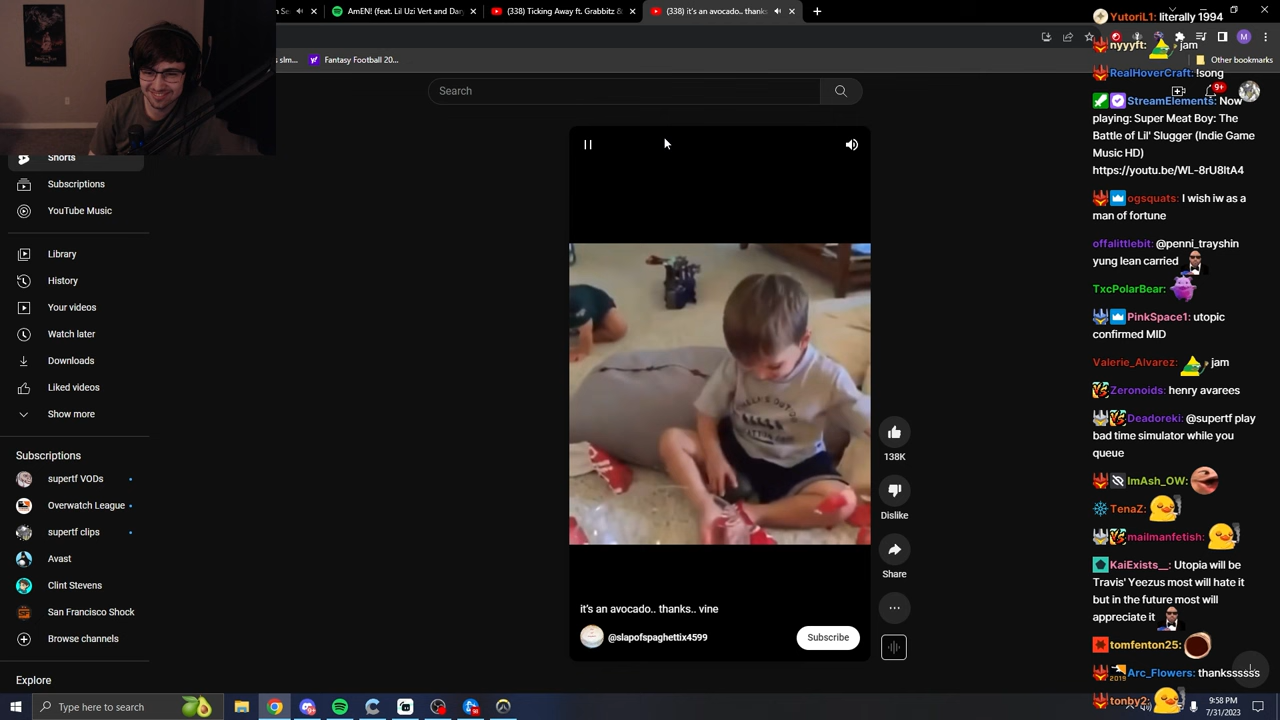 AmEN! (feat. Lil Uzi Vert and Dar
(338) Ticking Away ft. Grabbitz &
(338) it's an avocado.. thanks
Fantasy Football 20...
Other bookmarks
M
Search
9+
Shorts
Subscriptions
YouTube Music
Library
History
Your videos
Watch later
Downloads
Liked videos
Show more
Subscriptions
supertf VODs
Overwatch League
supertf clips
Avast
Clint Stevens
San Francisco Shock
Browse channels
Explore
138K
Dislike
Share
it's an avocado.. thanks.. vine
@slapofspaghettix4599
Subscribe
YutoriL1: literally 1994
nyyyft: jam
RealHoverCraft: !song
StreamElements: Now
playing: Super Meat Boy: The
Battle of Lil' Slugger (Indie Game
Music HD)
https://youtu.be/WL-8rU8ltA4
ogsquats: I wish iw as a
man of fortune
offalittlebit: @penni_trayshin
yung lean carried
TxcPolarBear:
PinkSpace1: utopic
confirmed MID
Valerie_Alvarez: jam
Zeronoids: henry avarees
Deadoreki: @supertf play
bad time simulator while you
queue
ImAsh_OW:
TenaZ:
mailmanfetish:
KaiExists__: Utopia will be
Travis' Yeezus most will hate it
but in the future most will
appreciate it
tomfenton25:
2019 Arc_Flowers: thankssssss
tonby2:
Type here to search
9:58 PM
7/31/2023